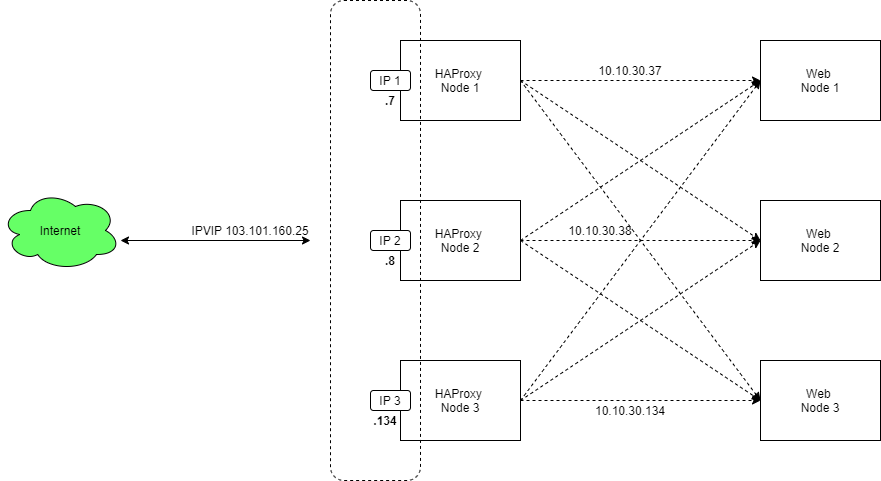 Internet
IPVIP 103.101.160.25
IP 1
.7
HAProxy
Node 1
10.10.30.37
Web
Node 1
IP 2
.8
HAProxy
Node 2
10.10.30.38
Web
Node 2
IP 3
.134
HAProxy
Node 3
10.10.30.134
Web
Node 3